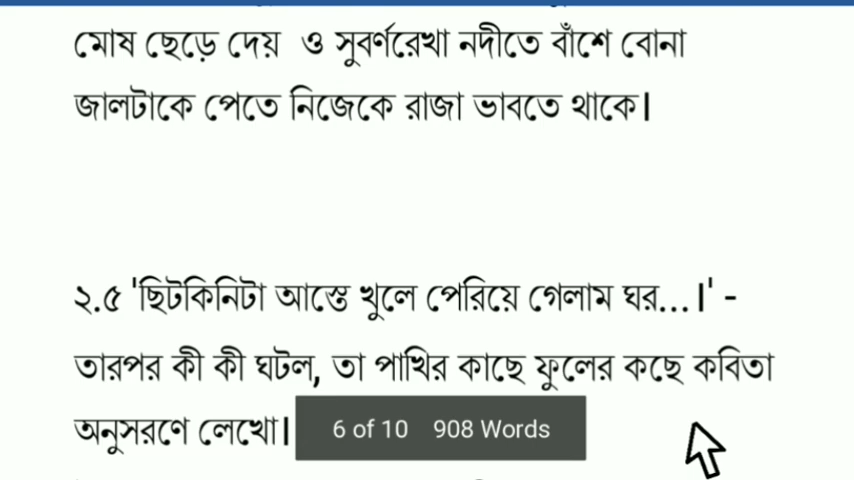 মোষ ছেড়ে দেয় ও সুবর্ণরেখা নদীতে বাঁশে বোনা
জালটাকে পেতে নিজেকে রাজা ভাবতে থাকে।
২.৫ 'ছিটকিনিটা আস্তে খুলে পেরিয়ে গেলাম ঘর...।' -
তারপর কী কী ঘটল, তা পাখির কাছে ফুলের কছে কবিতা
অনুসরণে লেখো।
6 of 10 908 Words